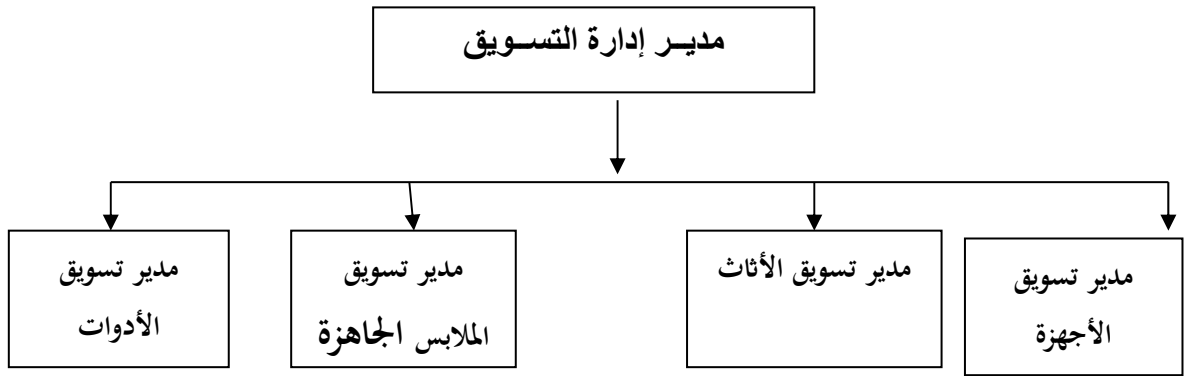 مديــر إدارة التســويق
مدير تسويق
الأجهزة
مدير تسويق الأثاث
مدير تسويق
الملابس الجاهزة
مدير تسويق
الأدوات